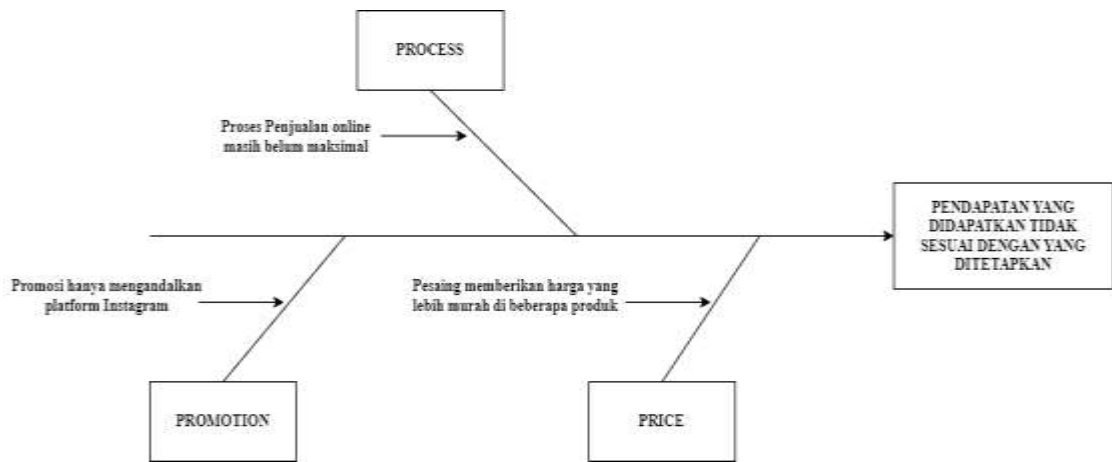 PROCESS
Proses Penjualan online
masih belum maksimal
PENDAPATAN YANG
DIDAPATKAN TIDAK
SESUAI DENGAN YANG
DITETAPKAN
Promosi hanya mengandalkan
platform Instagram
Pesaing memberikan harga yang
lebih murah di beberapa produk
PROMOTION
PRICE